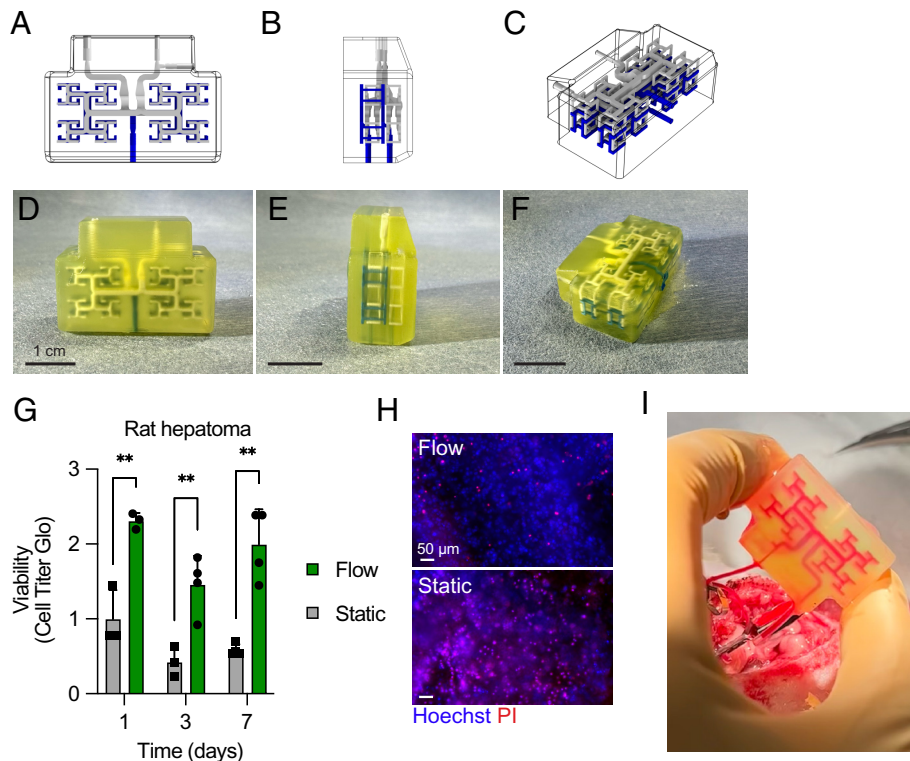 A
B
C
D
E
F
1 cm
G
Rat hepatoma
**
**
**
3
2
1
0
Viability
(Cell Titer Glo)
1
3
7
Time (days)
Flow
Static
H
Flow
50 μm
Static
Hoechst PI
I